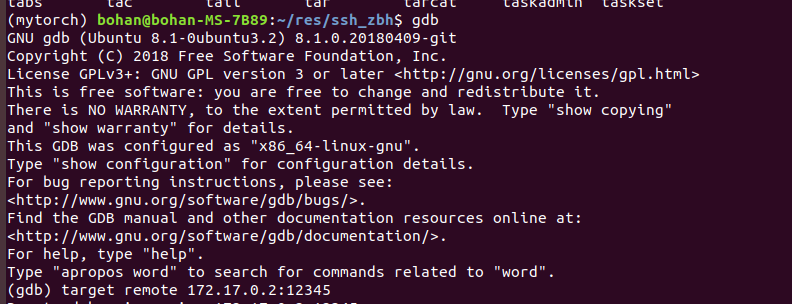 tabs tac tail tar tarcat taskadmin taskset
(mytorch) bohan@bohan-MS-7B89:~/res/ssh_zbh$ gdb
GNU gdb (Ubuntu 8.1-0ubuntu3.2) 8.1.0.20180409-git
Copyright (C) 2018 Free Software Foundation, Inc.
License GPLv3+: GNU GPL version 3 or later <http://gnu.org/licenses/gpl.html>
This is free software: you are free to change and redistribute it.
There is NO WARRANTY, to the extent permitted by law.  Type "show copying"
and "show warranty" for details.
This GDB was configured as "x86_64-linux-gnu".
Type "show configuration" for configuration details.
For bug reporting instructions, please see:
<http://www.gnu.org/software/gdb/bugs/>.
Find the GDB manual and other documentation resources online at:
<http://www.gnu.org/software/gdb/documentation/>.
For help, type "help".
Type "apropos word" to search for commands related to "word".
(gdb) target remote 172.17.0.2:12345